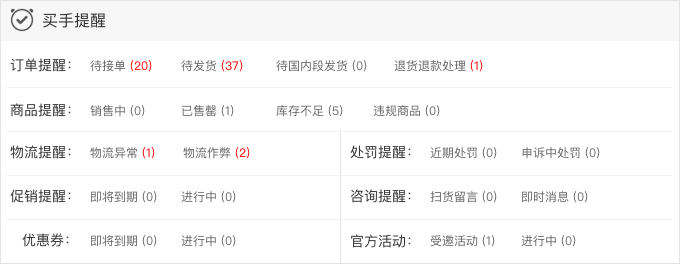 买手提醒
订单提醒： 待接单 (20) 待发货 (37) 待国内段发货 (0) 退货退款处理 (1)
商品提醒： 销售中 (0) 已售罄 (1) 库存不足 (5) 违规商品 (0)
物流提醒： 物流异常 (1) 物流作弊 (2) 处罚提醒： 近期处罚 (0) 申诉中处罚 (0)
促销提醒： 即将到期 (0) 进行中 (0) 咨询提醒： 扫货留言 (0) 即时消息 (0)
优惠券： 即将到期 (0) 进行中 (0) 官方活动： 受邀活动 (1) 进行中 (0)